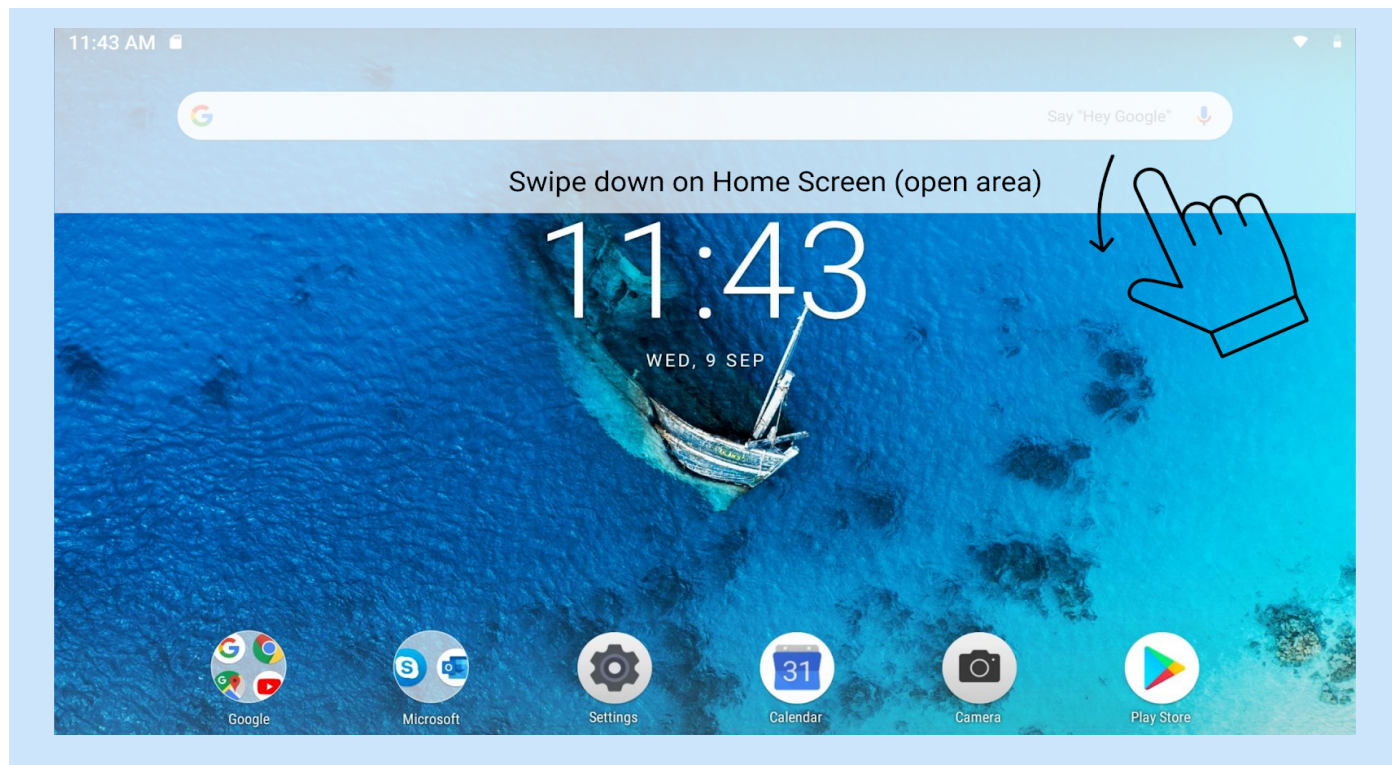 11:43 AM
Say "Hey Google"
Swipe down on Home Screen (open area)
11:43
WED, 9 SEP
31
Google
Microsoft
Settings
Calendar
Camera
Play Store